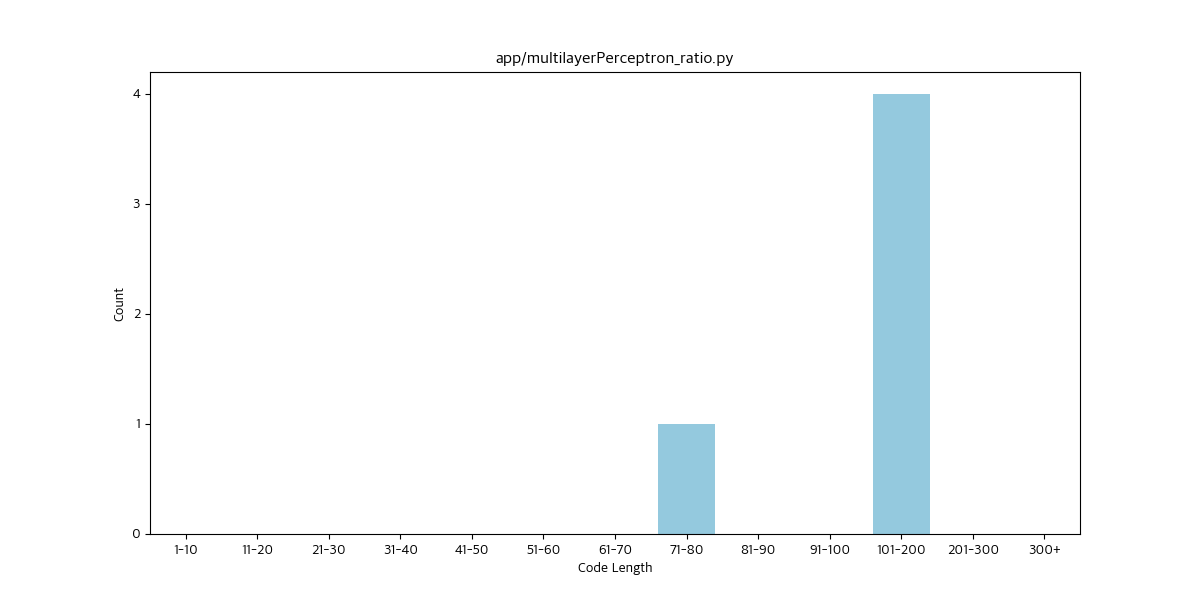 app/multilayerPerceptron_ratio.py
4
3
2
1
0
Count
1-10 11-20 21-30 31-40 41-50 51-60 61-70 71-80 81-90 91-100 101-200 201-300 300+
Code Length